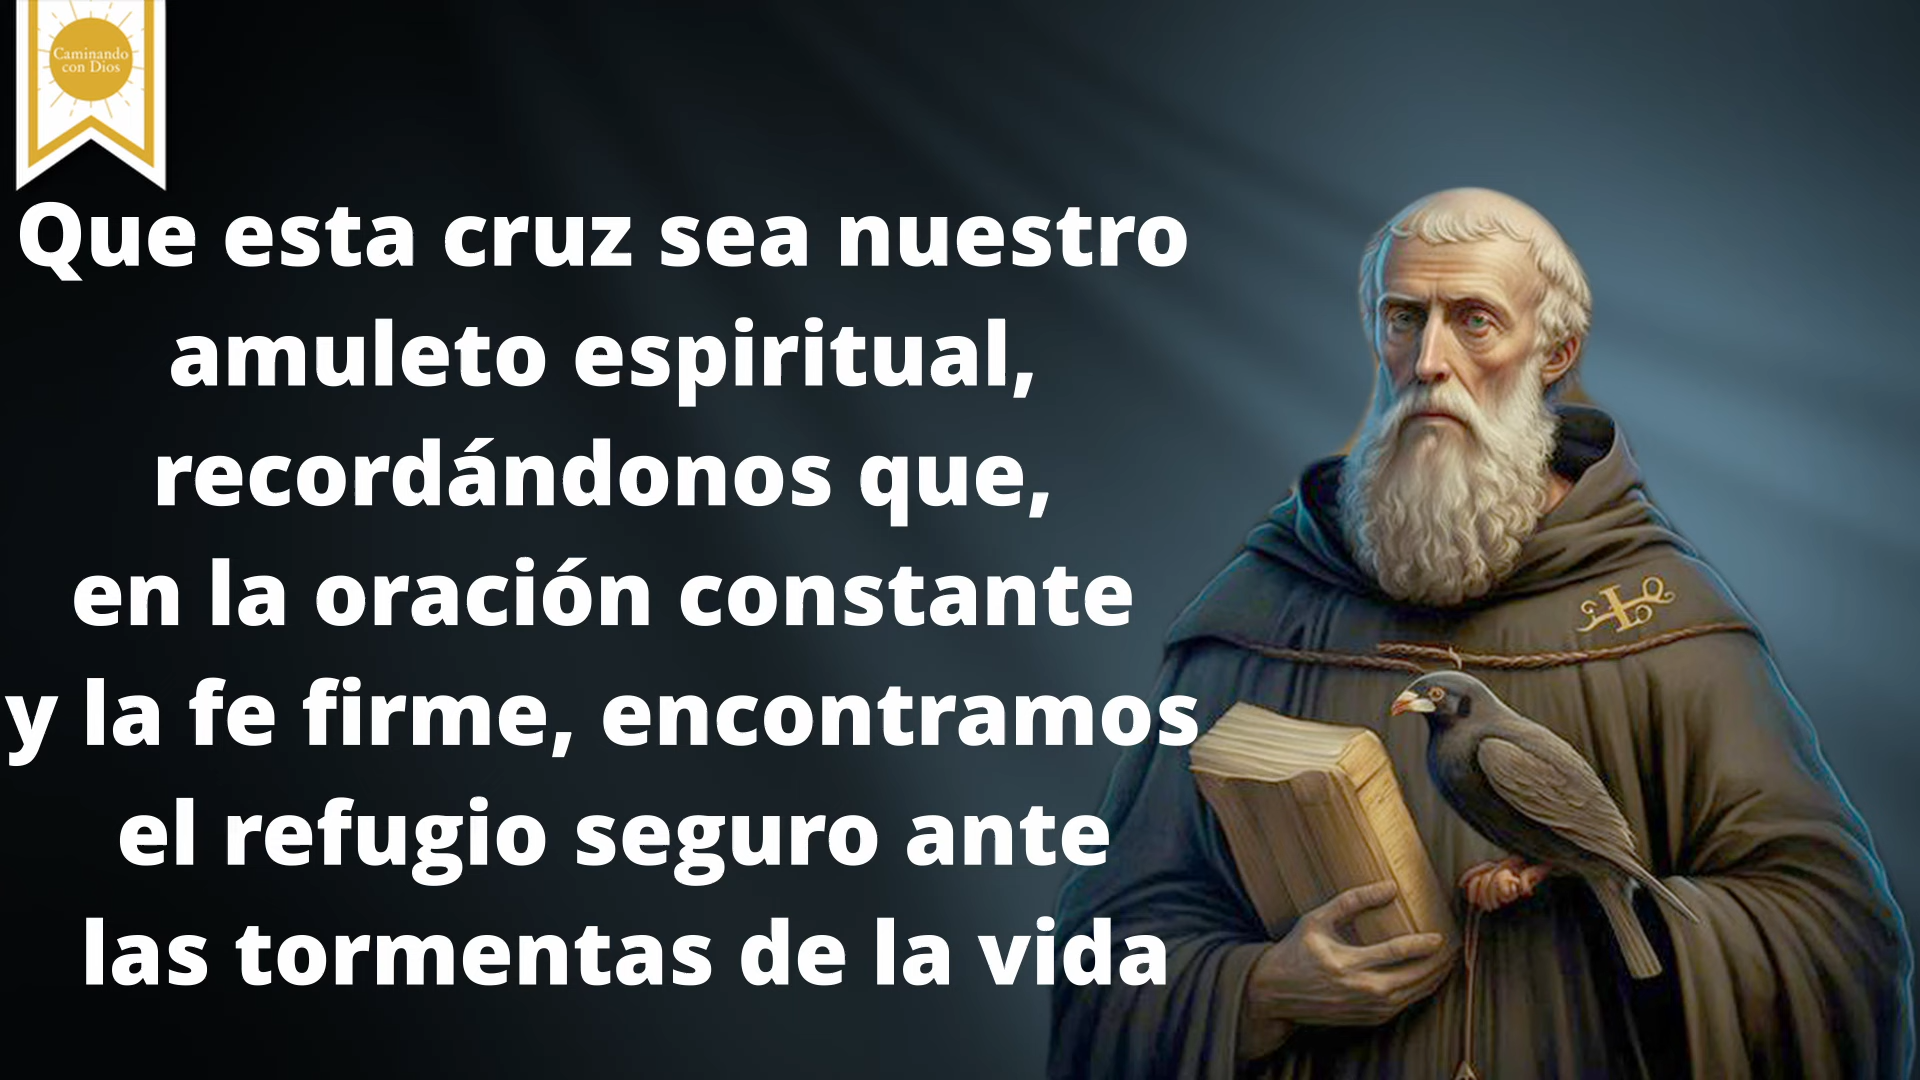 Caminando
con Dios
Que esta cruz sea nuestro
amuleto espiritual,
recordándonos que,
en la oración constante
y la fe firme, encontramos
el refugio seguro ante
las tormentas de la vida